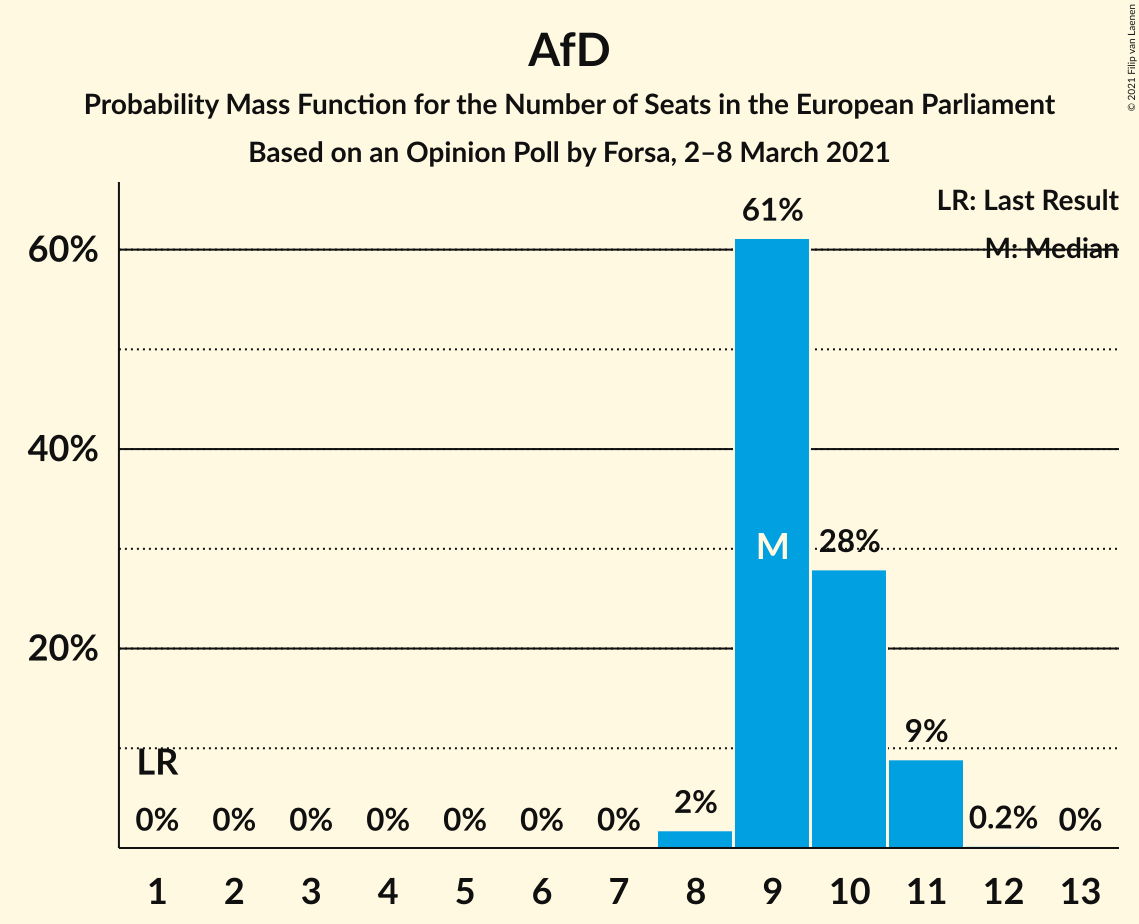 AfD
Probability Mass Function for the Number of Seats in the European Parliament
Based on an Opinion Poll by Forsa, 2–8 March 2021
© 2021 Filip van Laenen
LR: Last Result
M: Median
61%
60%
40%
M
28%
20%
9%
LR
2%
0% 0% 0% 0% 0% 0% 0% 0.2% 0%
1 2 3 4 5 6 7 8 9 10 11 12 13